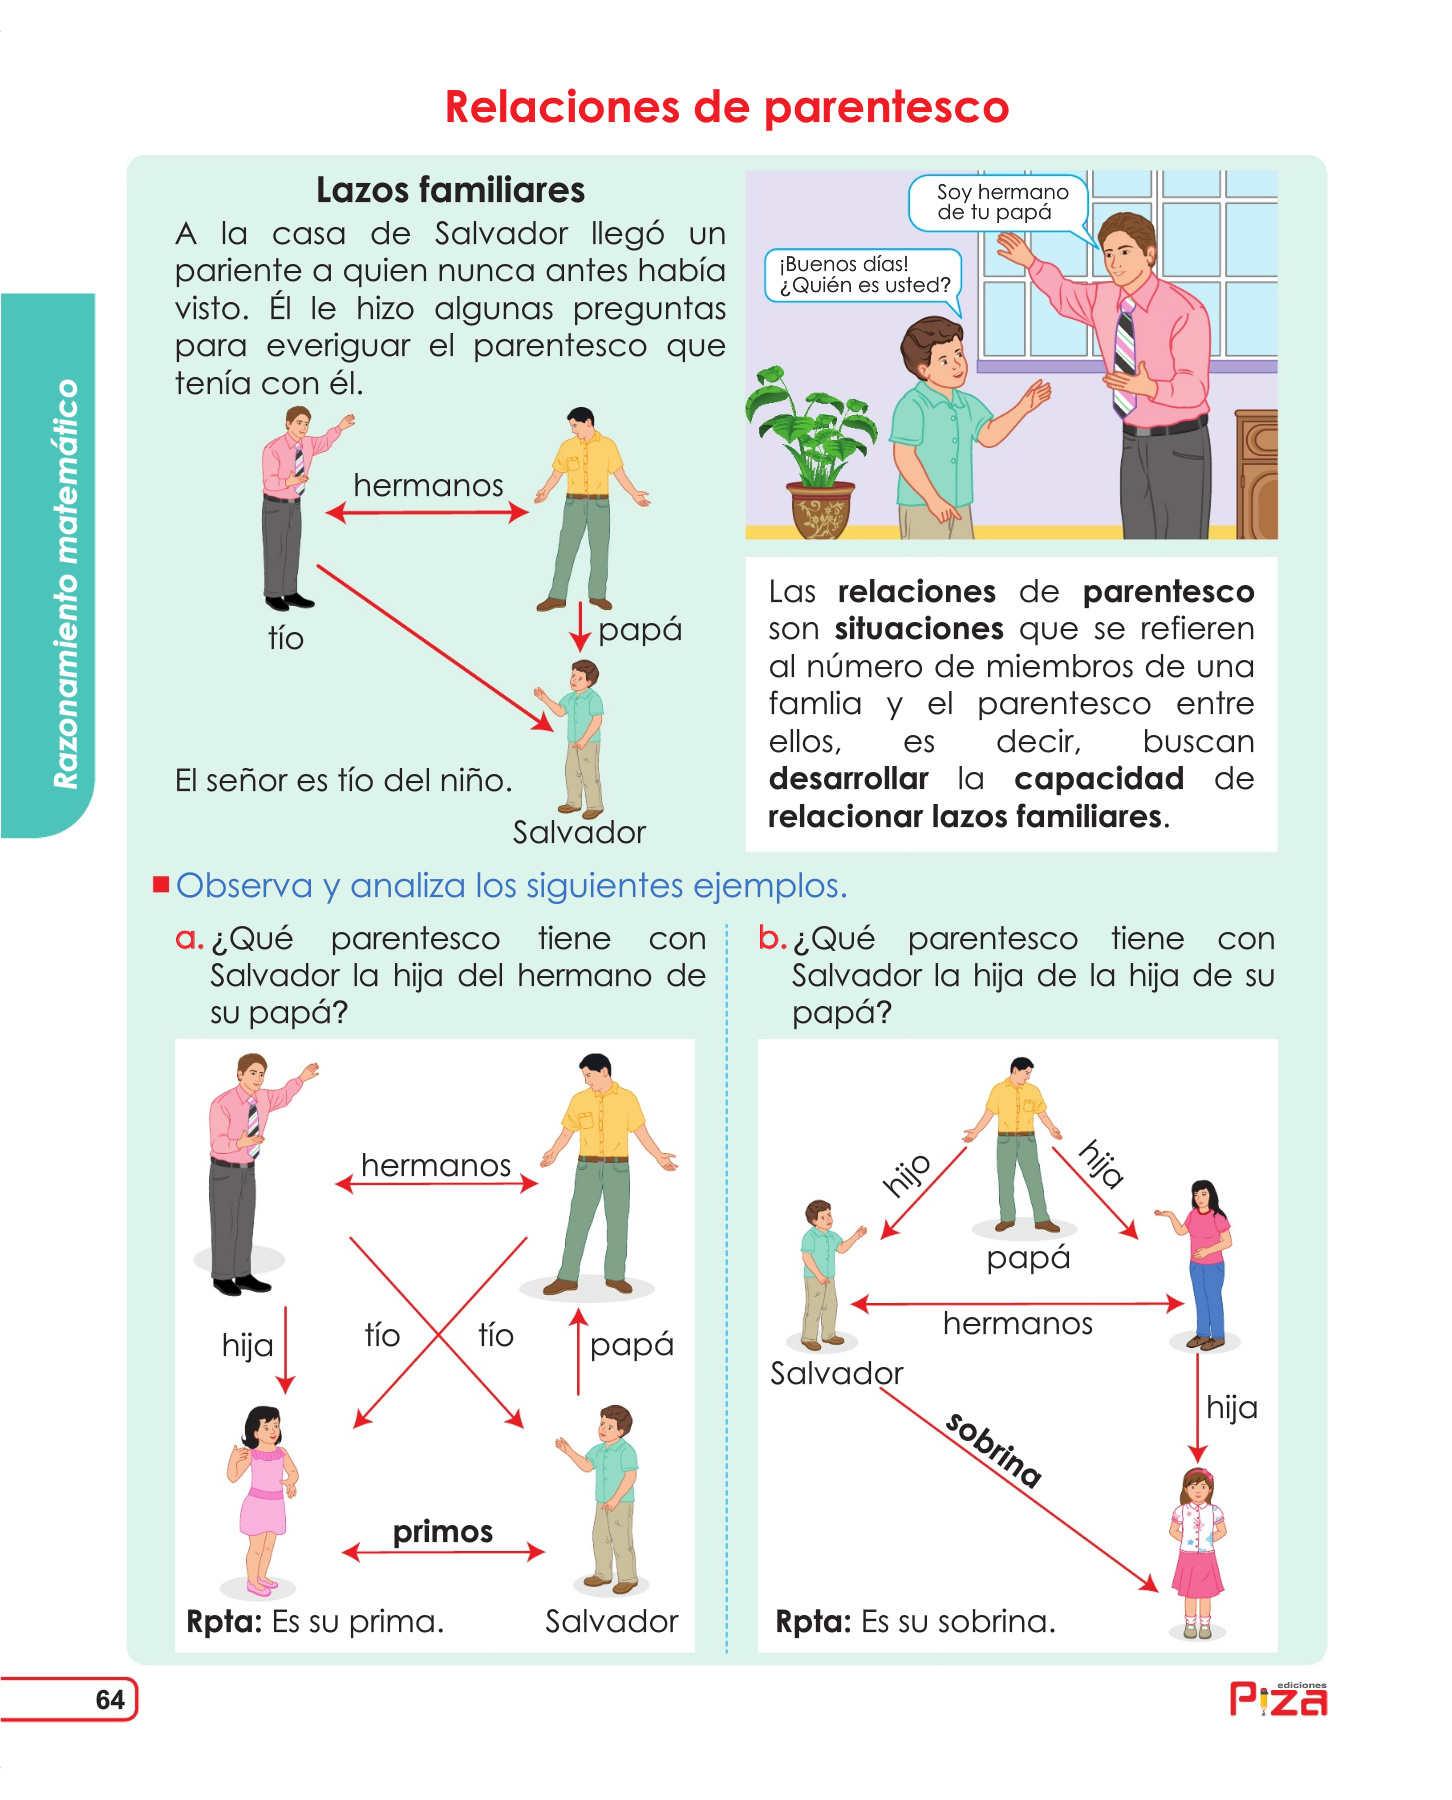 Relaciones de parentesco
Lazos familiares
A la casa de Salvador llegó un
pariente a quien nunca antes había
visto. Él le hizo algunas preguntas
para everiguar el parentesco que
tenía con él.
Soy hermano
de tu papá
¡Buenos días!
¿Quién es usted?
hermanos
tío
papá
El señor es tío del niño.
Salvador
Las relaciones de parentesco
son situaciones que se refieren
al número de miembros de una
famlia y el parentesco entre
ellos, es decir, buscan
desarrollar la capacidad de
relacionar lazos familiares.
Razonamiento matemático
Observa y analiza los siguientes ejemplos.
a. ¿Qué parentesco tiene con
Salvador la hija del hermano de
su papá?
hermanos
hija
tío
tío
papá
primos
Rpta: Es su prima.
Salvador
b. ¿Qué parentesco tiene con
Salvador la hija de la hija de su
papá?
hijo
hija
papá
hermanos
Salvador
hija
sobrina
Rpta: Es su sobrina.
64
ediciones
Piza